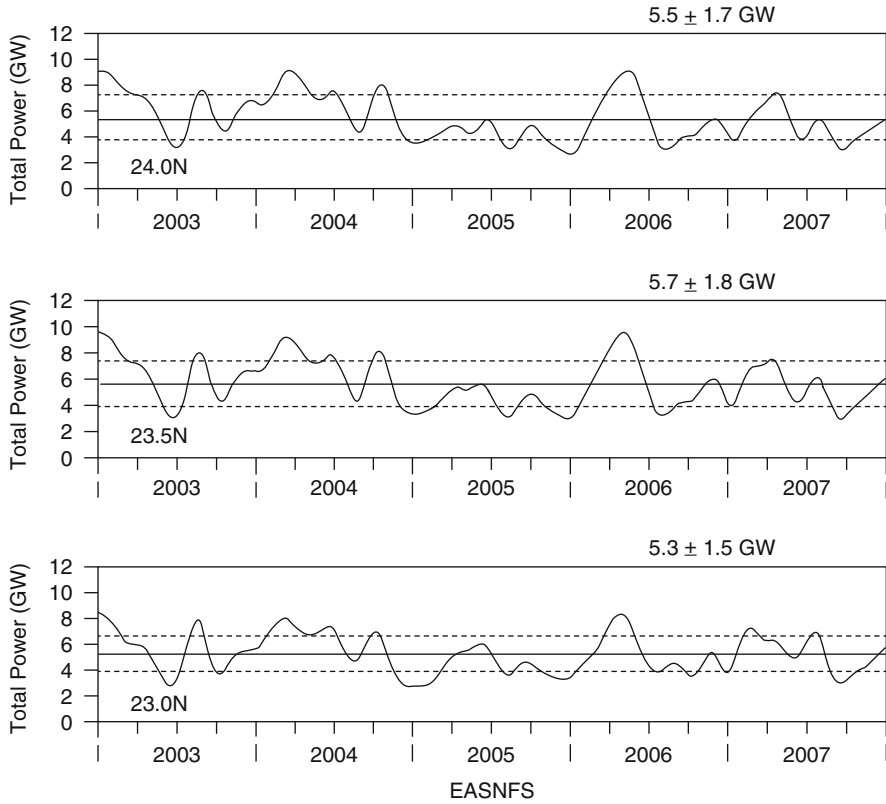 5.5 ± 1.7 GW
Total Power (GW)
12
10
8
6
4
2
0
24.0N
2003 2004 2005 2006 2007
5.7 ± 1.8 GW
Total Power (GW)
12
10
8
6
4
2
0
23.5N
2003 2004 2005 2006 2007
5.3 ± 1.5 GW
Total Power (GW)
12
10
8
6
4
2
0
23.0N
2003 2004 2005 2006 2007
EASNFS